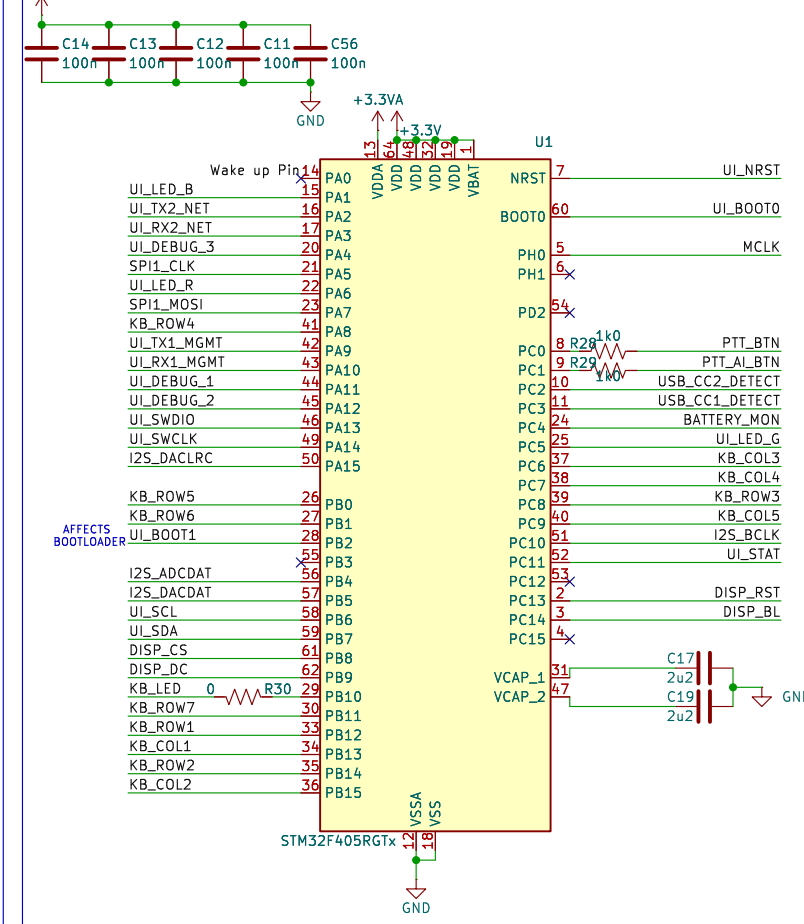 C14 C13 C12 C11 C56
100n 100n 100n 100n 100n
GND
+3.3VA
+3.3V
U1
13 64 48 32 19 1
VDDA VDD VDD VDD VDD VBAT
Wake up Pin 14 PA0
UI_LED_B 15 PA1
UI_TX2_NET 16 PA2
UI_RX2_NET 17 PA3
UI_DEBUG_3 20 PA4
SPI1_CLK 21 PA5
UI_LED_R 22 PA6
SPI1_MOSI 23 PA7
KB_ROW4 41 PA8
UI_TX1_MGMT 42 PA9
UI_RX1_MGMT 43 PA10
UI_DEBUG_1 44 PA11
UI_DEBUG_2 45 PA12
UI_SWDIO 46 PA13
UI_SWCLK 49 PA14
I2S_DACLRC 50 PA15
KB_ROW5 26 PB0
KB_ROW6 27 PB1
AFFECTS
BOOTLOADER
UI_BOOT1 28 PB2
55 PB3
I2S_ADCDAT 56 PB4
I2S_DACDAT 57 PB5
UI_SCL 58 PB6
UI_SDA 59 PB7
DISP_CS 61 PB8
DISP_DC 62 PB9
KB_LED 0 R30 29 PB10
KB_ROW7 30 PB11
KB_ROW1 33 PB12
KB_COL1 34 PB13
KB_ROW2 35 PB14
KB_COL2 36 PB15
NRST 7 UI_NRST
BOOT0 60 UI_BOOT0
PH0 5 MCLK
PH1 6
PD2 54
PC0 8 R28 1k0 PTT_BTN
PC1 9 R29 1k0 PTT_AI_BTN
PC2 10 USB_CC2_DETECT
PC3 11 USB_CC1_DETECT
PC4 24 BATTERY_MON
PC5 25 UI_LED_G
PC6 37 KB_COL3
PC7 38 KB_COL4
PC8 39 KB_ROW3
PC9 40 KB_COL5
PC10 51 I2S_BCLK
PC11 52 UI_STAT
PC12 53
PC13 2 DISP_RST
PC14 3 DISP_BL
PC15 4
VCAP_1 31 C17
2u2
VCAP_2 47 C19
2u2
GND
VSSA VSS
STM32F405RGTx 12 18
GND